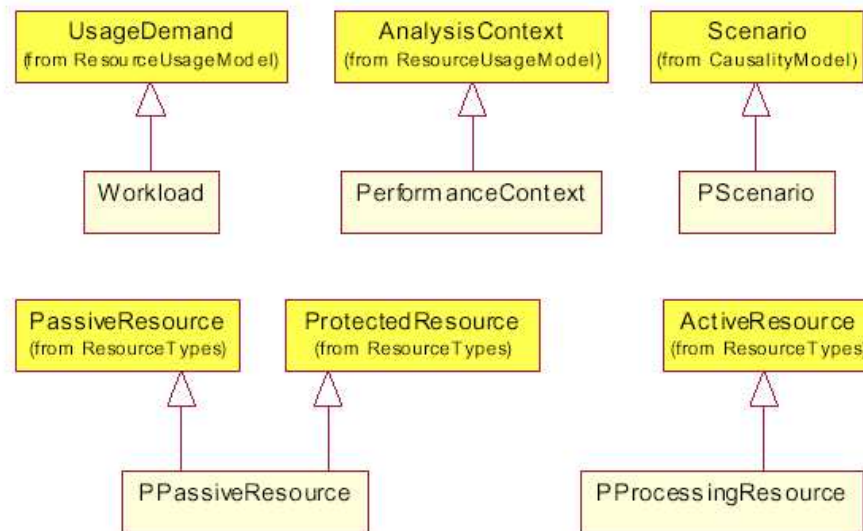 UsageDemand
(from ResourceUsageModel)
AnalysisContext
(from ResourceUsageModel)
Scenario
(from CausalityModel)
Workload
PerformanceContext
PScenario
PassiveResource
(from ResourceTypes)
ProtectedResource
(from ResourceTypes)
ActiveResource
(from ResourceTypes)
PPassiveResource
PProcessingResource